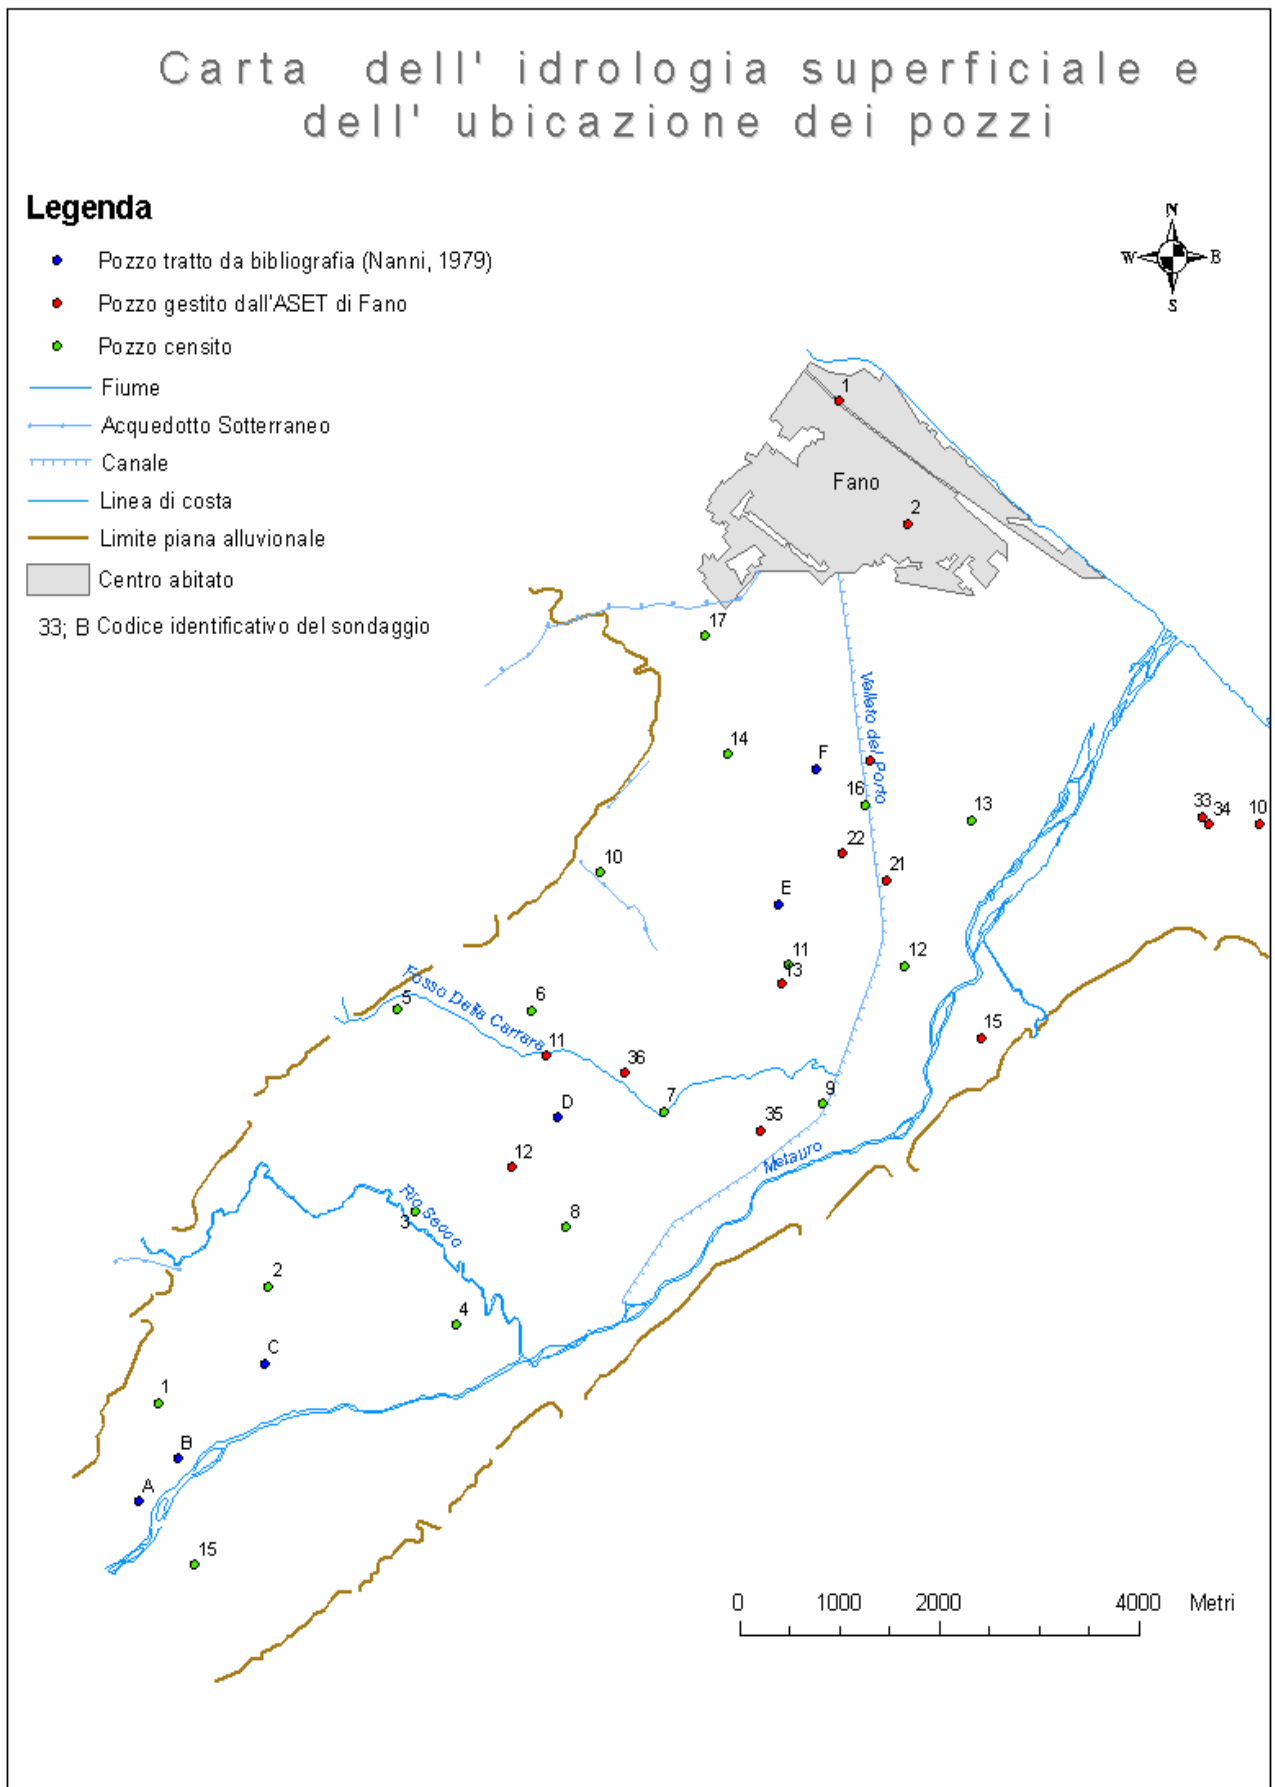 Carta dell' idrologia superficiale e
dell' ubicazione dei pozzi
Legenda
Pozzo tratto da bibliografia (Nanni, 1979)
Pozzo gestito dall'ASET di Fano
Pozzo censito
Fiume
Acquedotto Sotterraneo
Canale
Linea di costa
Limite piana alluvionale
Centro abitato
33; B Codice identificativo del sondaggio
N
W E
S
1
Fano
2
17
Vallato del Porto
14
F
16
13
33
34
10
22
21
10
E
11
13
12
Fosso Della Carrara
5
6
11
36
15
7
9
D
35
12
Metauro
Rio Secco
3
8
2
4
C
1
B
A
15
0 1000 2000 4000 Metri